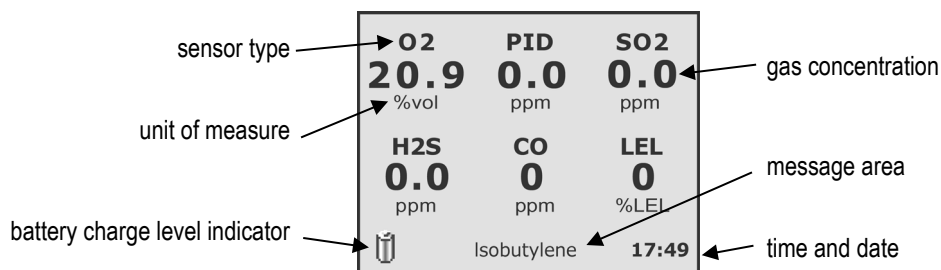 sensor type
O2 PID SO2
20.9 0.0 0.0
gas concentration
%vol ppm ppm
unit of measure
H2S CO LEL
0.0 0 0
message area
ppm ppm %LEL
battery charge level indicator
Isobutylene 17:49
time and date